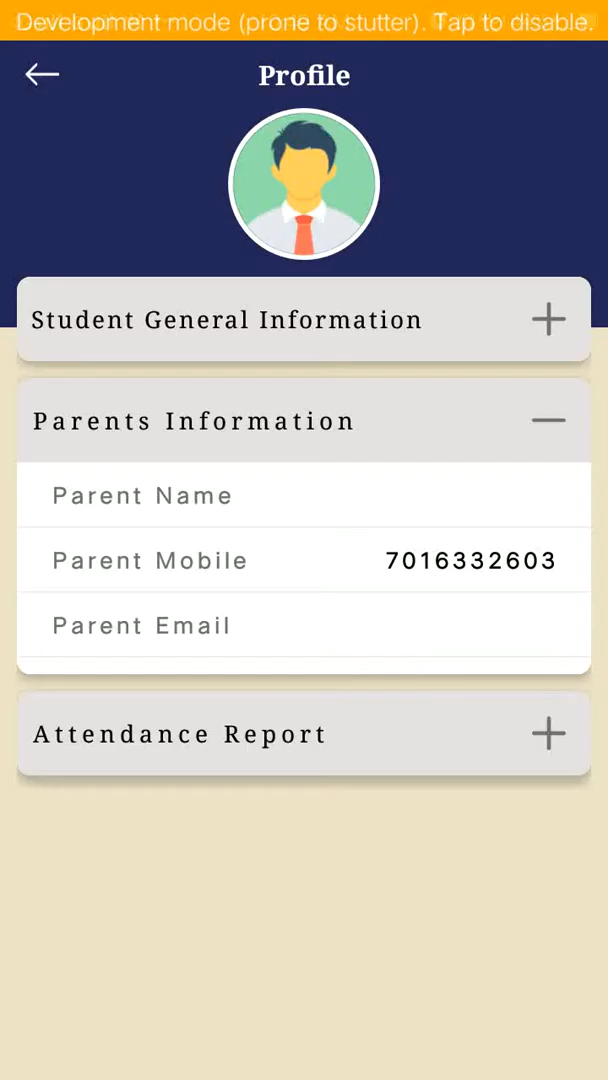 Development mode (prone to stutter). Tap to disable.
Profile
Student General Information
Parents Information
Parent Name
Parent Mobile 7016332603
Parent Email
Attendance Report